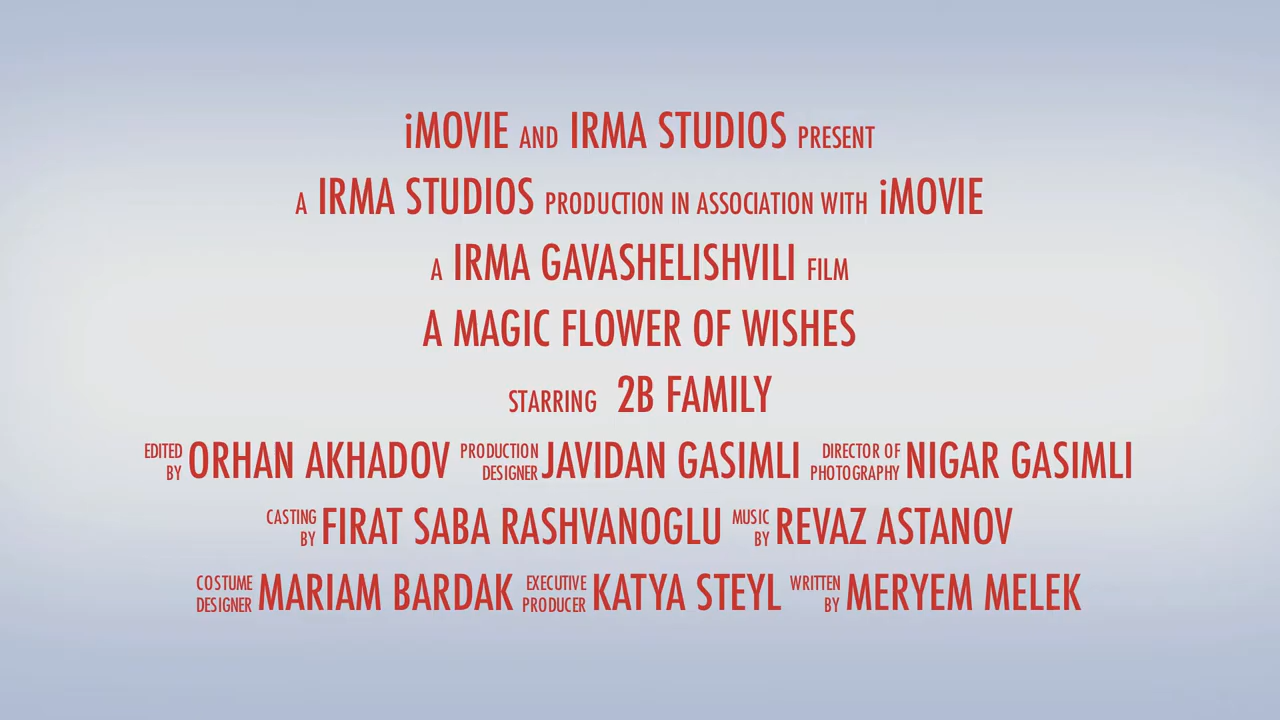 iMOVIE AND IRMA STUDIOS PRESENT
A IRMA STUDIOS PRODUCTION IN ASSOCIATION WITH iMOVIE
A IRMA GAVASHELISHVILI FILM
A MAGIC FLOWER OF WISHES
STARRING 2B FAMILY
EDITED BY ORHAN AKHADOV PRODUCTION DESIGNER JAVIDAN GASIMLI DIRECTOR OF PHOTOGRAPHY NIGAR GASIMLI
CASTING BY FIRAT SABA RASHVANOGLU MUSIC BY REVAZ ASTANOV
COSTUME DESIGNER MARIAM BARDAK EXECUTIVE PRODUCER KATYA STEYL WRITTEN BY MERYEM MELEK